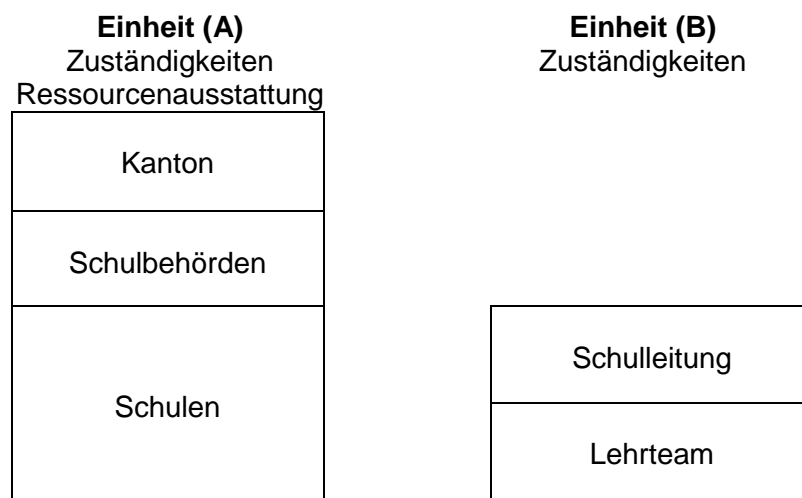 Einheit (A)
Zuständigkeiten
Ressourcenausstattung
Kanton
Schulbehörden
Schulen
Einheit (B)
Zuständigkeiten
Schulleitung
Lehrteam